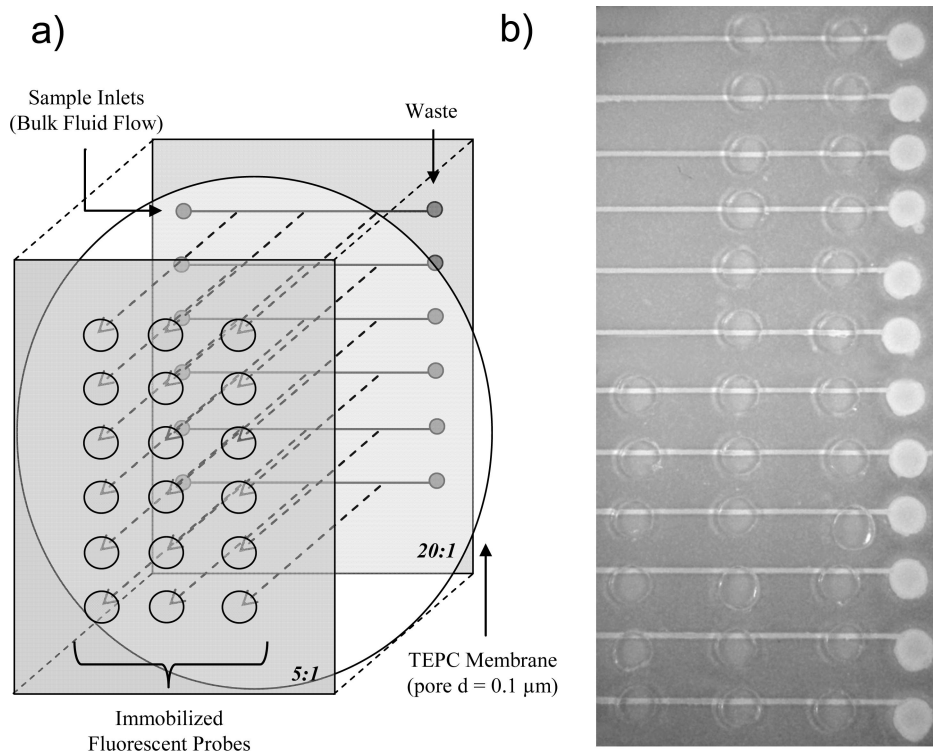 a)
b)
Sample Inlets
(Bulk Fluid Flow)
Waste
20:1
5:1
TEPC Membrane
(pore d = 0.1 µm)
Immobilized
Fluorescent Probes